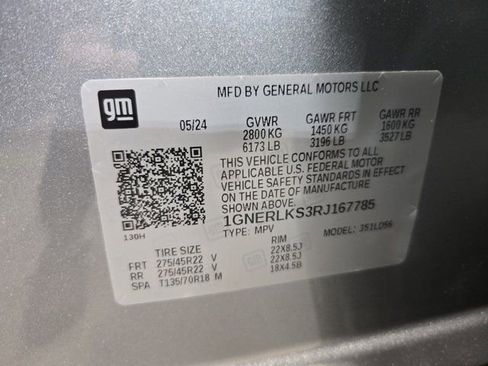 gm
MFD BY GENERAL MOTORS LLC
05/24 GVWR GAWR FRT GAWR RR
2800 KG 1450 KG 1600 KG
6173 LB 3196 LB 3527 LB
THIS VEHICLE CONFORMS TO ALL
APPLICABLE U.S. FEDERAL MOTOR
VEHICLE SAFETY STANDARDS IN EFFECT
ON THE DATE OF MANUFACTURE
SHOWN ABOVE.
1GNERLKS3RJ167785
130H
TYPE: MPV MODEL: 3S1LD56
TIRE SIZE RIM
FRT 275/45R22 V 22X8.5J
RR 275/45R22 V 22X8.5J
SPA T135/70R18 M 18X4.5B